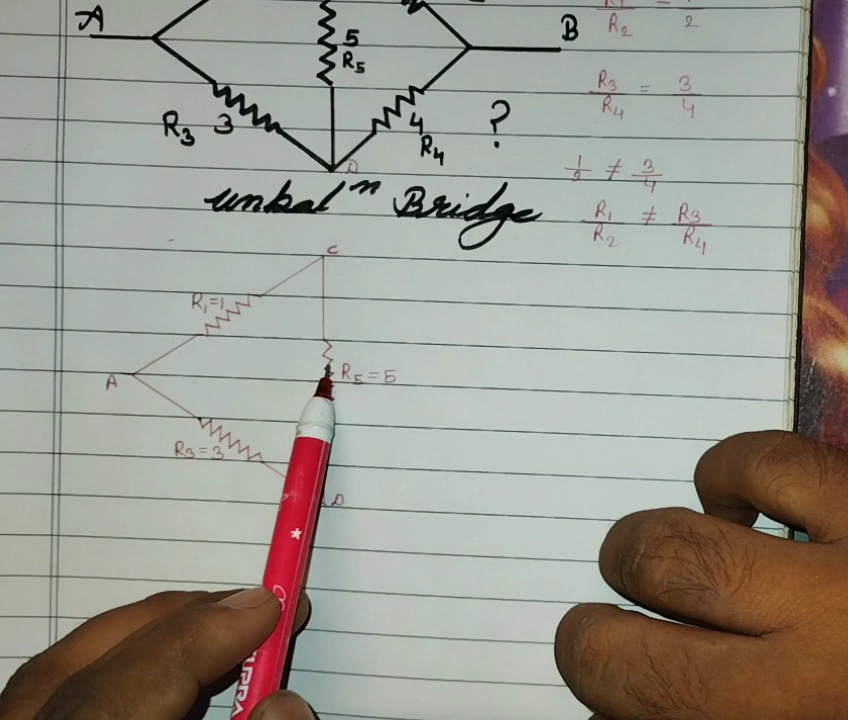 A
B
5
R5
R3 3
4
R4
?
D
unbalⁿ Bridge
R2 2
R3/R4 = 3/4
1/2 ≠ 3/4
R1/R2 ≠ R3/R4
C
R1=1
A
R5=5
R3=3
D